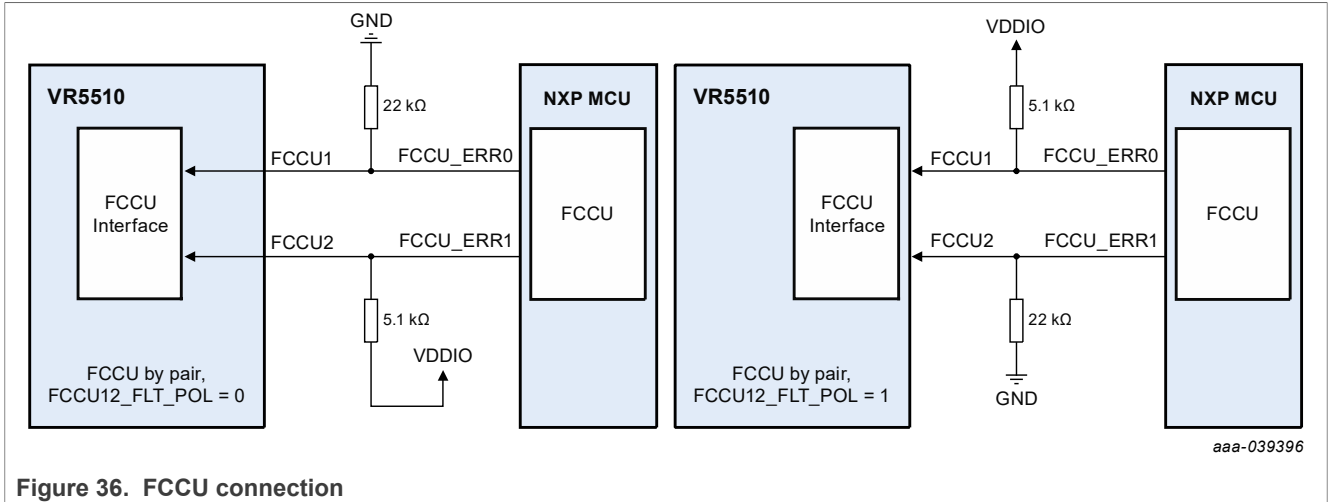 GND
VR5510
22 kΩ
NXP MCU
FCCU1
FCCU_ERR0
FCCU
Interface
FCCU
FCCU2
FCCU_ERR1
5.1 kΩ
VDDIO
FCCU by pair,
FCCU12_FLT_POL = 0
VDDIO
VR5510
5.1 kΩ
NXP MCU
FCCU1
FCCU_ERR0
FCCU
Interface
FCCU
FCCU2
FCCU_ERR1
22 kΩ
FCCU by pair,
FCCU12_FLT_POL = 1
GND
aaa-039396
Figure 36. FCCU connection